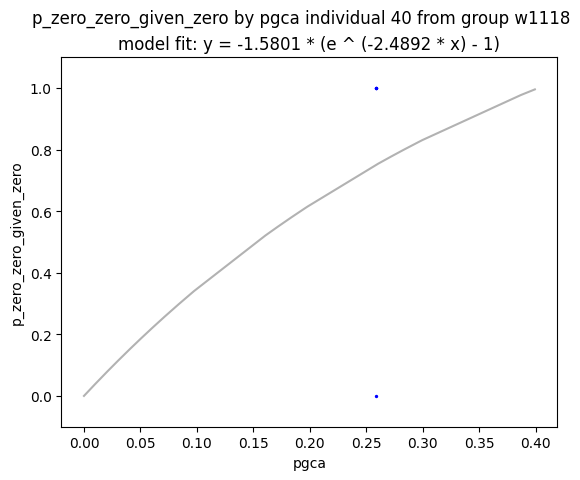 p_zero_zero_given_zero by pgca individual 40 from group w1118
model fit: y = -1.5801 * (e ^ (-2.4892 * x) - 1)
1.0
0.8
0.6
0.4
0.2
0.0
p_zero_zero_given_zero
0.00 0.05 0.10 0.15 0.20 0.25 0.30 0.35 0.40
pgca